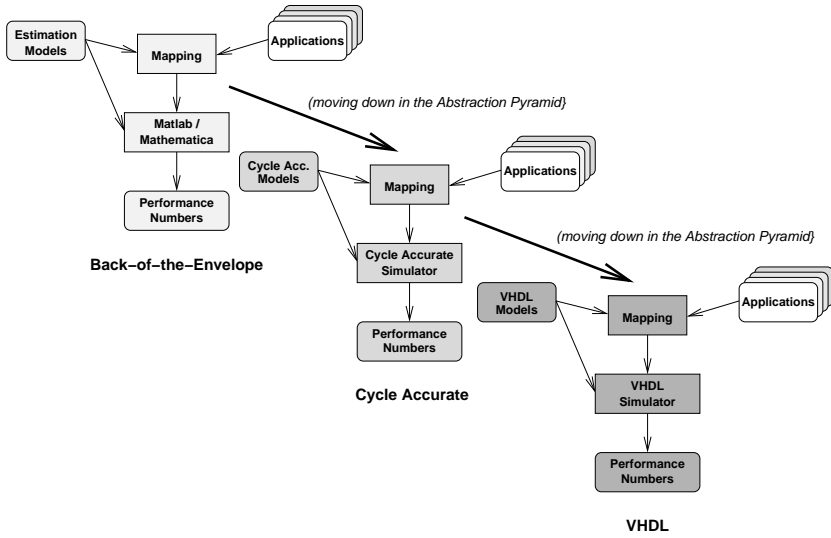 Estimation
Models
Mapping
Applications
(moving down in the Abstraction Pyramid}
Matlab /
Mathematica
Performance
Numbers
Back–of–the–Envelope
Cycle Acc.
Models
Mapping
Applications
(moving down in the Abstraction Pyramid}
Cycle Accurate
Simulator
Performance
Numbers
Cycle Accurate
VHDL
Models
Mapping
Applications
VHDL
Simulator
Performance
Numbers
VHDL